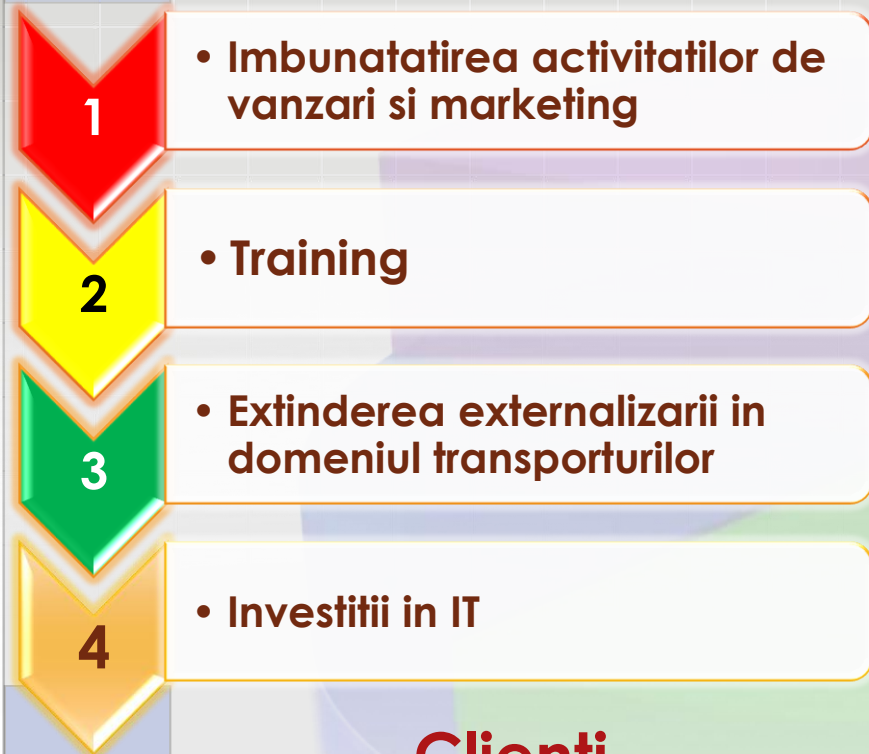 1
• Imbunatatirea activitatilor de
vanzari si marketing
2
• Training
3
• Extinderea externalizarii in
domeniul transporturilor
4
• Investitii in IT
Clienti